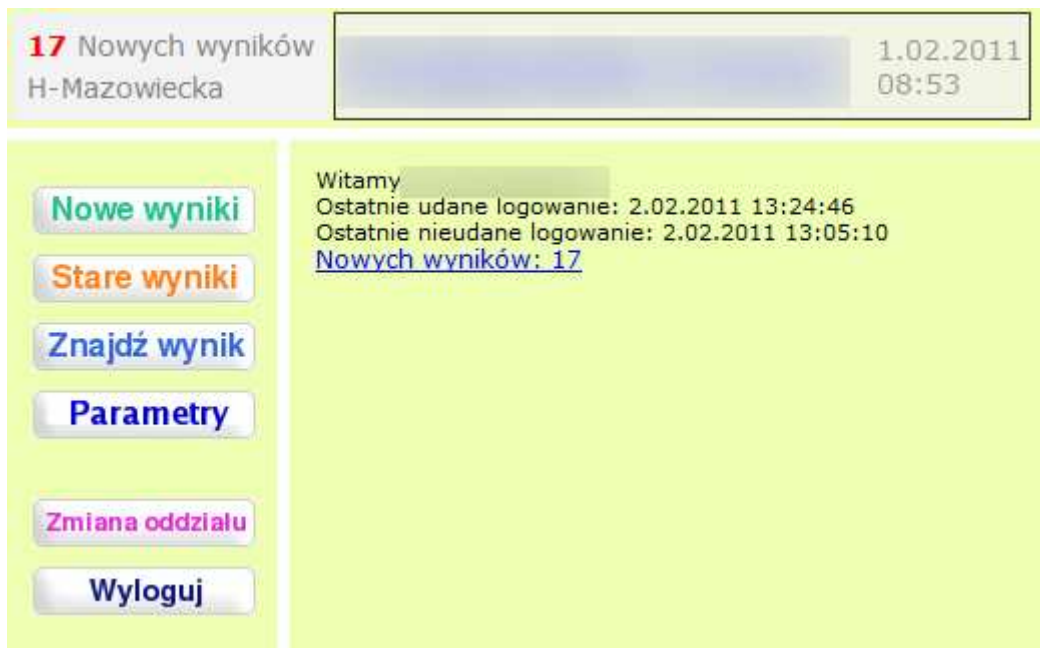 17 Nowych wyników
H-Mazowiecka
1.02.2011
08:53
Nowe wyniki
Stare wyniki
Znajdź wynik
Parametry
Zmiana oddziału
Wyloguj
Witamy
Ostatnie udane logowanie: 2.02.2011 13:24:46
Ostatnie nieudane logowanie: 2.02.2011 13:05:10
Nowych wyników: 17